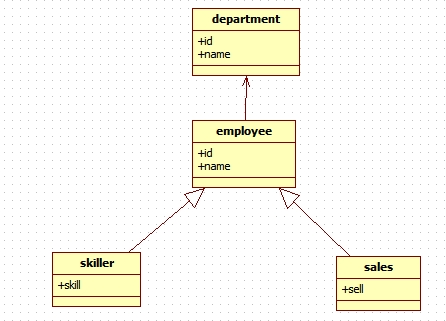 department
+id
+name
employee
+id
+name
skiller
+skill
sales
+sell